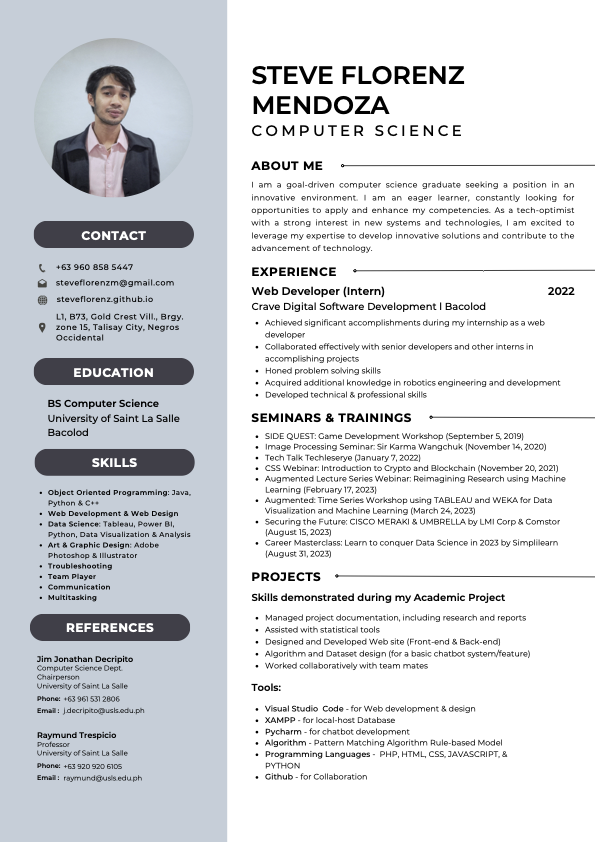 STEVE FLORENZ
MENDOZA
COMPUTER SCIENCE
CONTACT
+63 960 858 5447
steveflorenzm@gmail.com
steveflorenz.github.io
L1, B73, Gold Crest Vill., Brgy.
zone 15, Talisay City, Negros
Occidental
EDUCATION
BS Computer Science
University of Saint La Salle
Bacolod
SKILLS
• Object Oriented Programming: Java,
Python & C++
• Web Development & Web Design
• Data Science: Tableau, Power BI,
Python, Data Visualization & Analysis
• Art & Graphic Design: Adobe
Photoshop & Illustrator
• Troubleshooting
• Team Player
• Communication
• Multitasking
REFERENCES
Jim Jonathan Decripito
Computer Science Dept.
Chairperson
University of Saint La Salle
Phone: +63 961 531 2806
Email : j.decripito@usls.edu.ph
Raymund Trespicio
Professor
University of Saint La Salle
Phone: +63 920 920 6105
Email : raymund@usls.edu.ph
ABOUT ME
I am a goal-driven computer science graduate seeking a position in an
innovative environment. I am an eager learner, constantly looking for
opportunities to apply and enhance my competencies. As a tech-optimist
with a strong interest in new systems and technologies, I am excited to
leverage my expertise to develop innovative solutions and contribute to the
advancement of technology.
EXPERIENCE
Web Developer (Intern) 2022
Crave Digital Software Development l Bacolod
• Achieved significant accomplishments during my internship as a web
developer
• Collaborated effectively with senior developers and other interns in
accomplishing projects
• Honed problem solving skills
• Acquired additional knowledge in robotics engineering and development
• Developed technical & professional skills
SEMINARS & TRAININGS
• SIDE QUEST: Game Development Workshop (September 5, 2019)
• Image Processing Seminar: Sir Karma Wangchuk (November 14, 2020)
• Tech Talk Techleserye (January 7, 2022)
• CSS Webinar: Introduction to Crypto and Blockchain (November 20, 2021)
• Augmented Lecture Series Webinar: Reimagining Research using Machine
Learning (February 17, 2023)
• Augmented: Time Series Workshop using TABLEAU and WEKA for Data
Visualization and Machine Learning (March 24, 2023)
• Securing the Future: CISCO MERAKI & UMBRELLA by LMI Corp & Comstor
(August 15, 2023)
• Career Masterclass: Learn to conquer Data Science in 2023 by Simplilearn
(August 31, 2023)
PROJECTS
Skills demonstrated during my Academic Project
• Managed project documentation, including research and reports
• Assisted with statistical tools
• Designed and Developed Web site (Front-end & Back-end)
• Algorithm and Dataset design (for a basic chatbot system/feature)
• Worked collaboratively with team mates
Tools:
• Visual Studio Code - for Web development & design
• XAMPP - for local-host Database
• Pycharm - for chatbot development
• Algorithm - Pattern Matching Algorithm Rule-based Model
• Programming Languages - PHP, HTML, CSS, JAVASCRIPT, &
PYTHON
• Github - for Collaboration